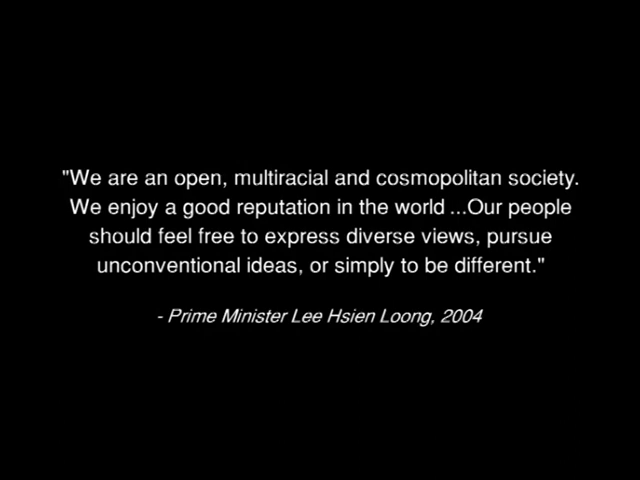 "We are an open, multiracial and cosmopolitan society.
We enjoy a good reputation in the world ...Our people
should feel free to express diverse views, pursue
unconventional ideas, or simply to be different."
- Prime Minister Lee Hsien Loong, 2004